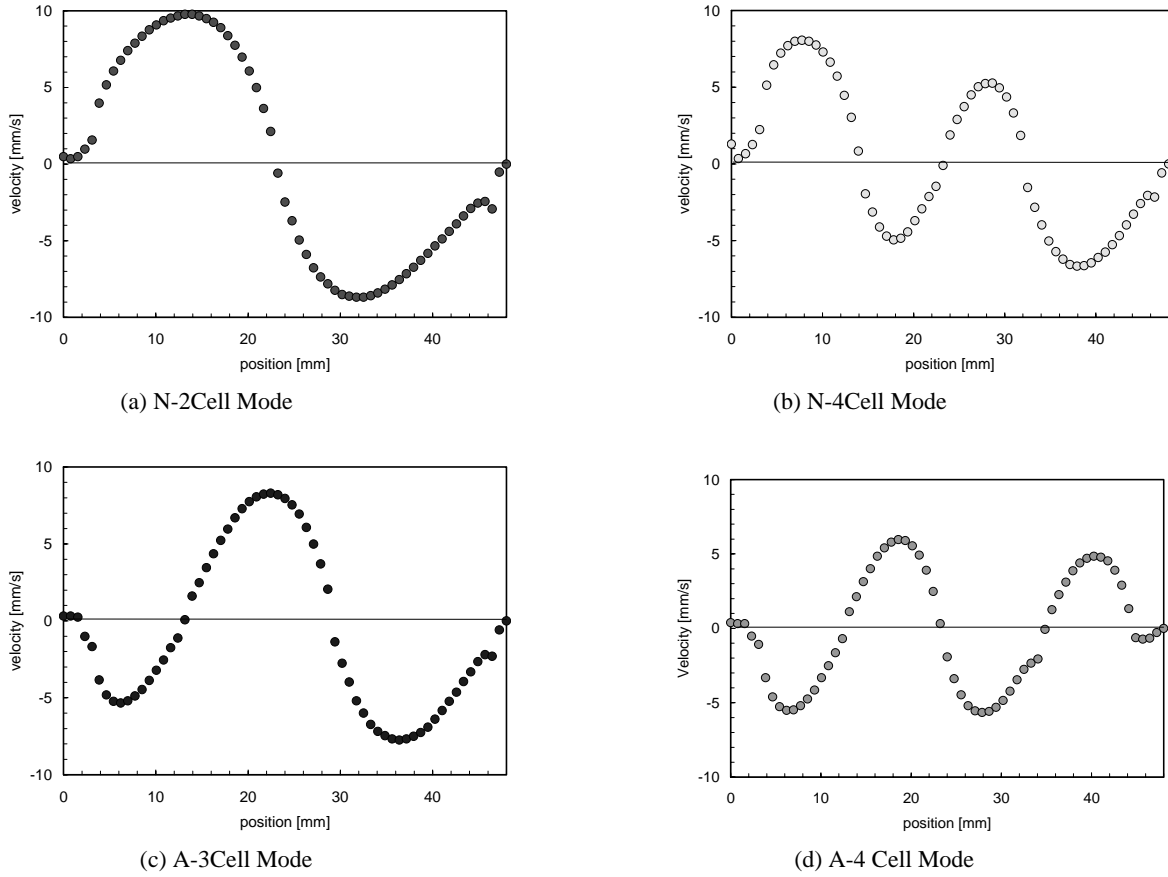 10
5
0
-5
-10
velocity [mm/s]
0 10 20 30 40
position [mm]
(a) N-2Cell Mode
10
5
0
-5
-10
velocity [mm/s]
0 10 20 30 40
position [mm]
(b) N-4Cell Mode
10
5
0
-5
-10
velocity [mm/s]
0 10 20 30 40
position [mm]
(c) A-3Cell Mode
10
5
0
-5
-10
Velocity [mm/s]
0 10 20 30 40
position [mm]
(d) A-4 Cell Mode